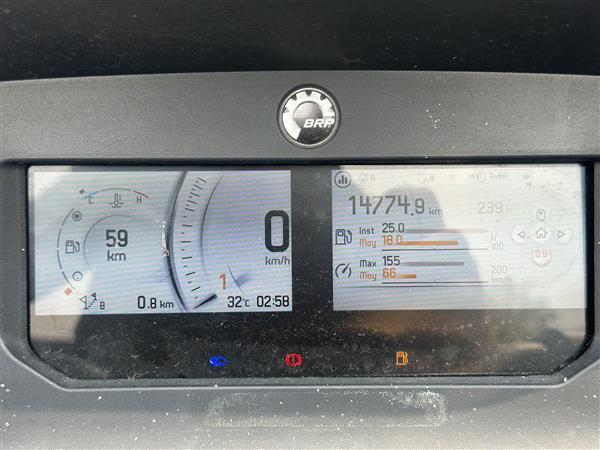 BRP
C H
59
km
B
0.8 km
0
km/h
1
32°C 02:58
A B Total
14774.9 km 239 h
Inst 25.0
Moy 18.0
l/
100
Max 155
Moy 66
200
km/h